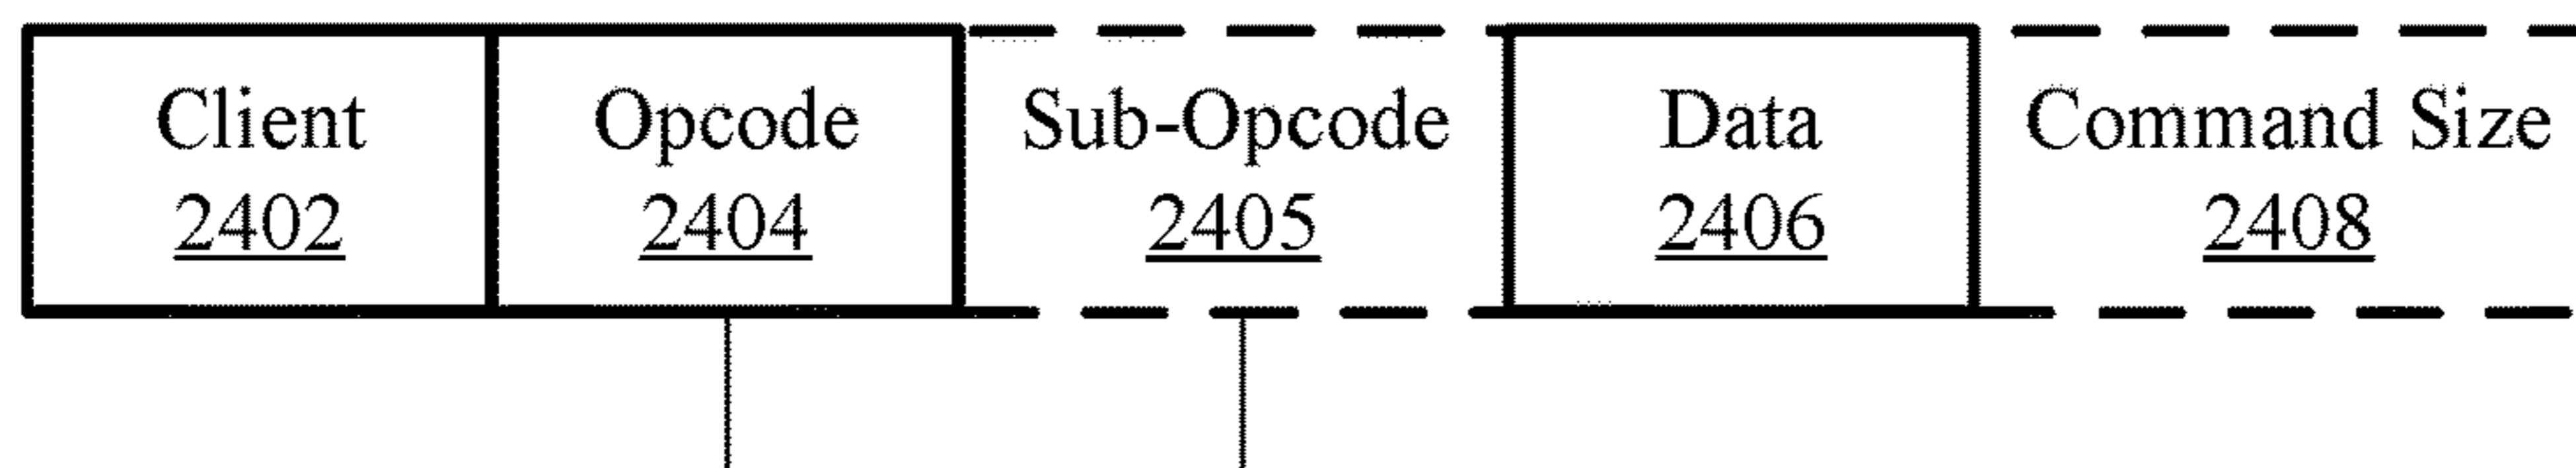 Client Opcode Sub-Opcode Data Command Size
2402 2404 2405 2406 2408